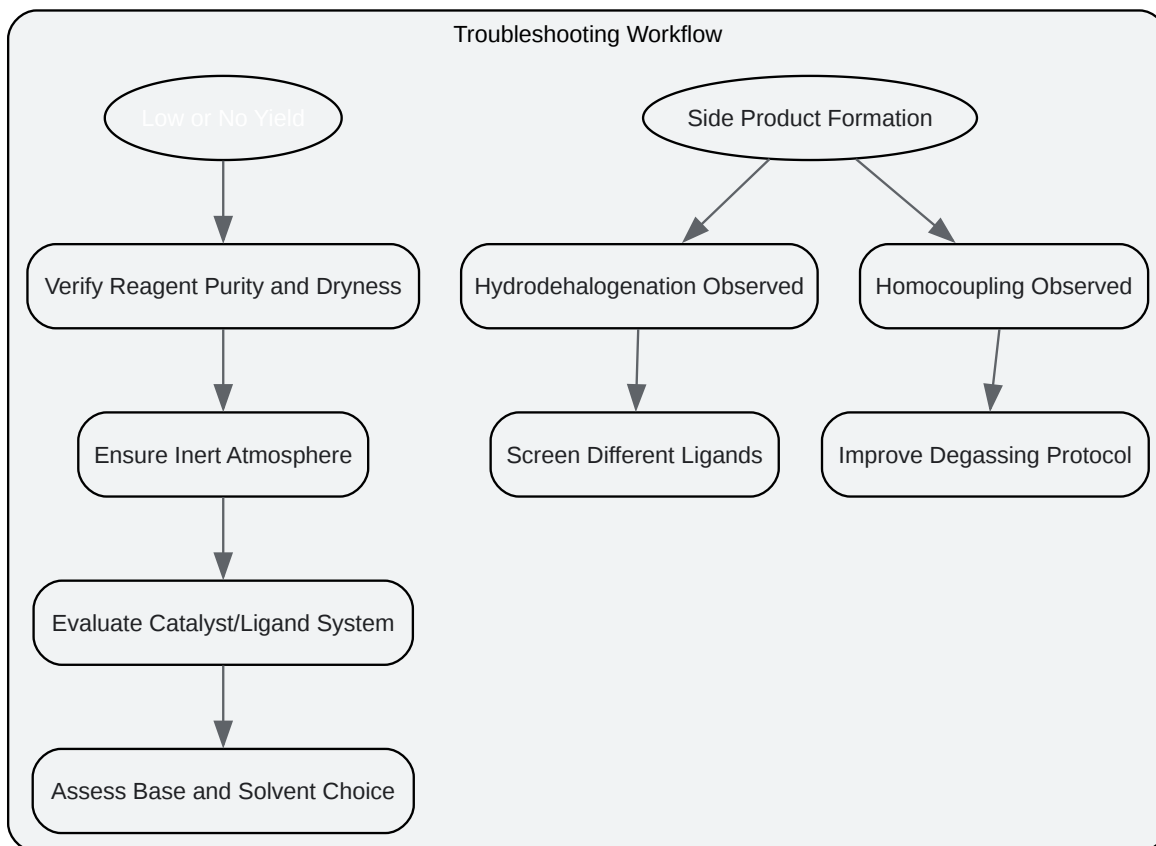 Troubleshooting Workflow
Low or No Yield
Side Product Formation
Verify Reagent Purity and Dryness
Hydrodehalogenation Observed
Homocoupling Observed
Ensure Inert Atmosphere
Screen Different Ligands
Improve Degassing Protocol
Evaluate Catalyst/Ligand System
Assess Base and Solvent Choice